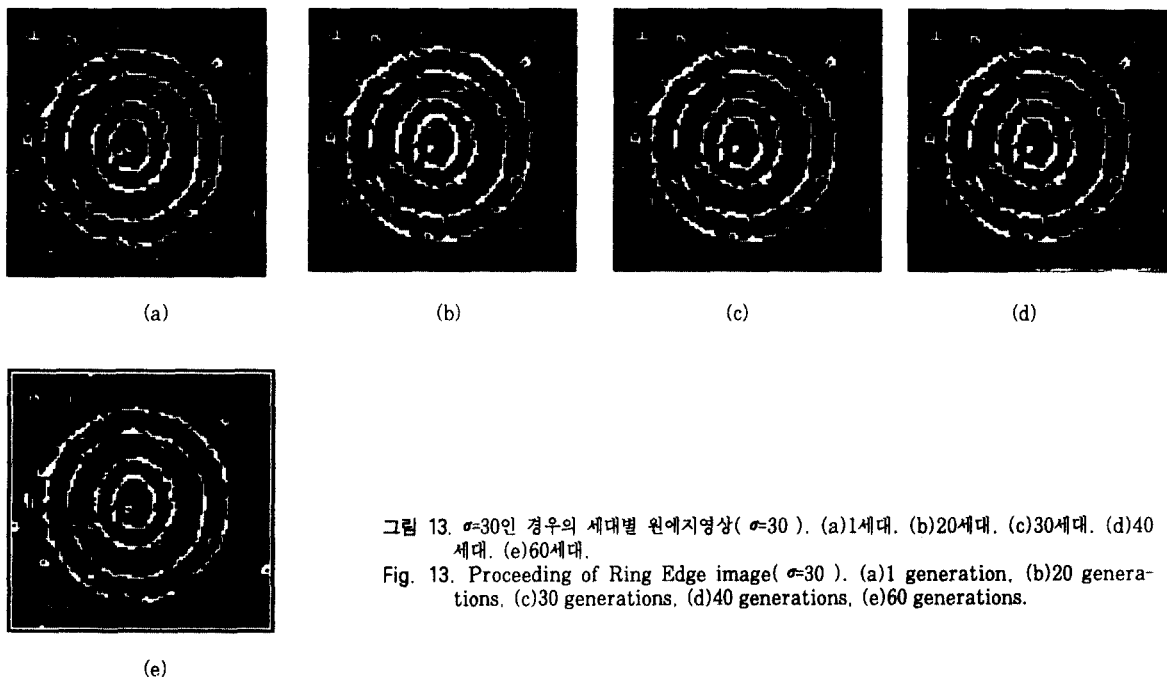 (a)
(b)
(c)
(d)
(e)
그림 13. σ=30인 경우의 세대별 원에지영상( σ=30 ). (a)1세대. (b)20세대. (c)30세대. (d)40
세대. (e)60세대.
Fig. 13. Proceeding of Ring Edge image( σ=30 ). (a)1 generation, (b)20 genera-
tions, (c)30 generations, (d)40 generations, (e)60 generations.